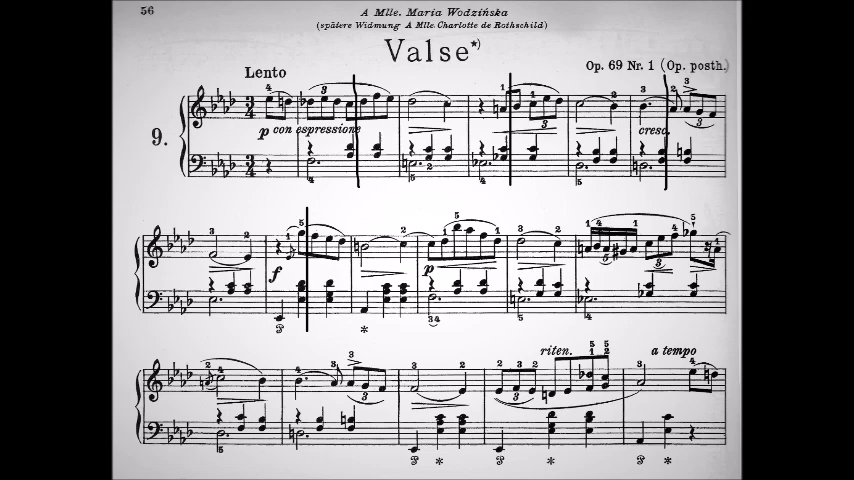 56
A Mlle. Maria Wodzińska
(spätere Widmung A Mlle. Charlotte de Rothschild)
Valse*)
Op. 69 Nr. 1 (Op. posth.)
Lento
9.
p con espressione
cresc.
f
p
riten.
a tempo